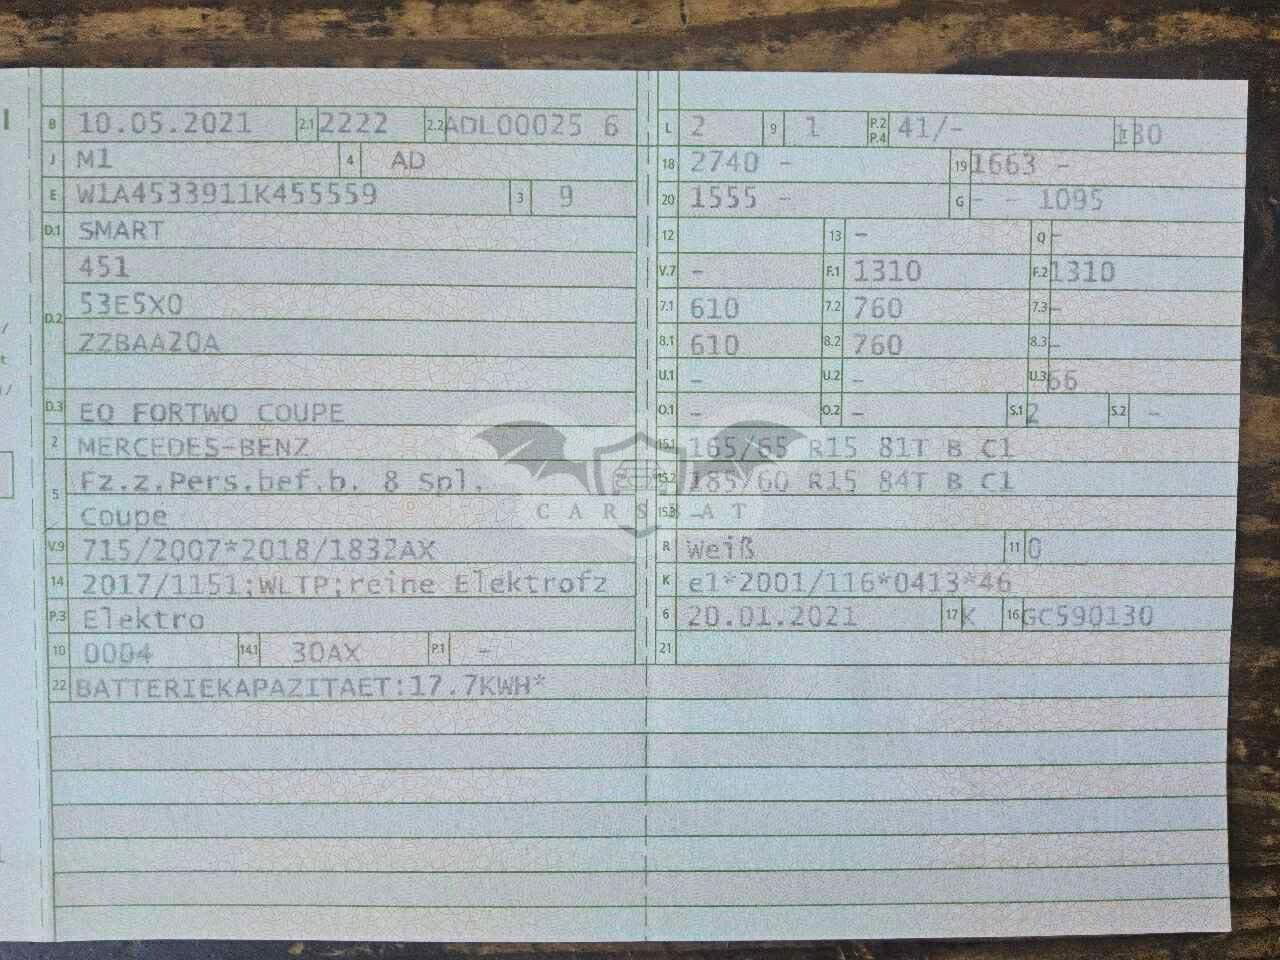 B 10.05.2021 2.1 2222 2.2 ADL00025 6
J M1 4 AD
E W1A4533911K455559 3 9
D.1 SMART
451
D.2 53E5X0
ZZBAA20A
D.3 EQ FORTWO COUPE
2 MERCEDES-BENZ
5 Fz.z.Pers.bef.b. 8 Spl.
Coupe
V.9 715/2007*2018/1832AX
14 2017/1151;WLTP;reine Elektrofz
P.3 Elektro
10 0004 14.1 30AX P.1 -
22 BATTERIEKAPAZITAET:17.7KWH*
L 2 9 1 P.2 P.4 41/- T 130
18 2740 - 19 1663 -
20 1555 - G - - 1095
12 13 - Q -
V.7 - F.1 1310 F.2 1310
7.1 610 7.2 760 7.3 -
8.1 610 8.2 760 8.3 -
U.1 - U.2 - U.3 66
O.1 - O.2 - S.1 2 S.2 -
15.1 165/65 R15 81T B C1
15.2 185/60 R15 84T B C1
15.3 -
R Weiß 11 0
K e1*2001/116*0413*46
6 20.01.2021 17 K 16 GC590130
21
CARSBAT